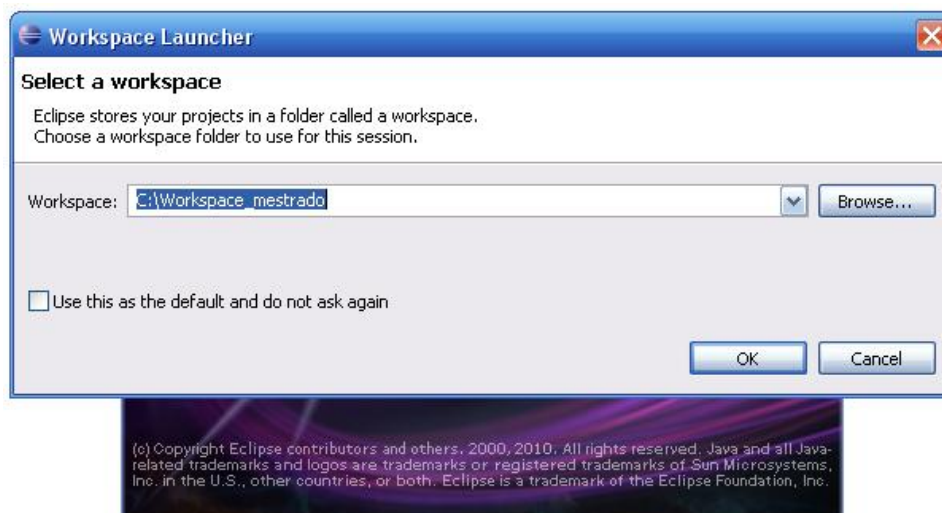 Workspace Launcher
Select a workspace
Eclipse stores your projects in a folder called a workspace.
Choose a workspace folder to use for this session.
Workspace: C:\Workspace_mestrado Browse...
Use this as the default and do not ask again
OK Cancel
(c) Copyright Eclipse contributors and others. 2000, 2010. All rights reserved. Java and all Java-
related trademarks and logos are trademarks or registered trademarks of Sun Microsystems,
Inc. in the U.S., other countries, or both. Eclipse is a trademark of the Eclipse Foundation, Inc.